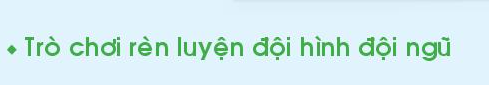 ◆ Trò chơi rèn luyện đội hình đội ngũ